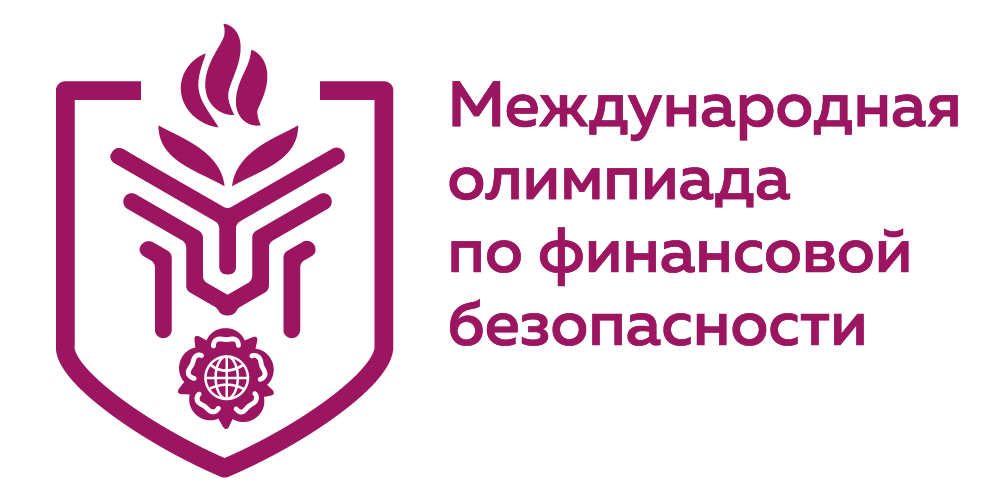 Международная
олимпиада
по финансовой
безопасности